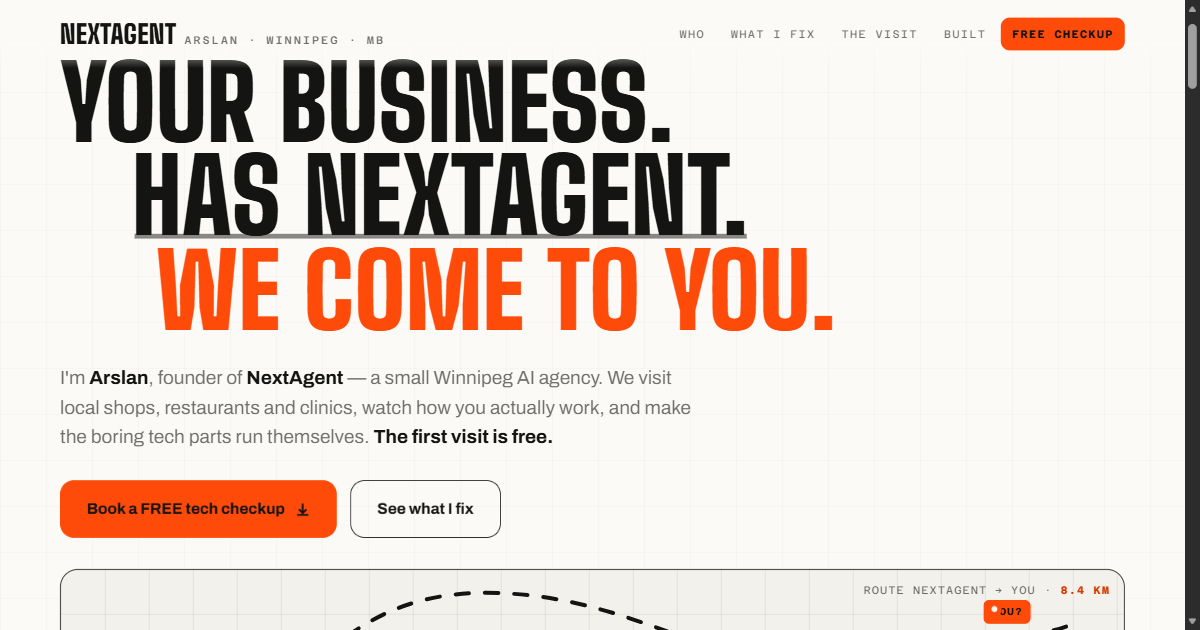 NEXTAGENT ARSLAN · WINNIPEG · MB
WHO WHAT I FIX THE VISIT BUILT FREE CHECKUP
YOUR BUSINESS.
HAS NEXTAGENT.
WE COME TO YOU.
I'm Arslan, founder of NextAgent — a small Winnipeg AI agency. We visit
local shops, restaurants and clinics, watch how you actually work, and make
the boring tech parts run themselves. The first visit is free.
Book a FREE tech checkup
See what I fix
ROUTE NEXTAGENT → YOU · 8.4 KM